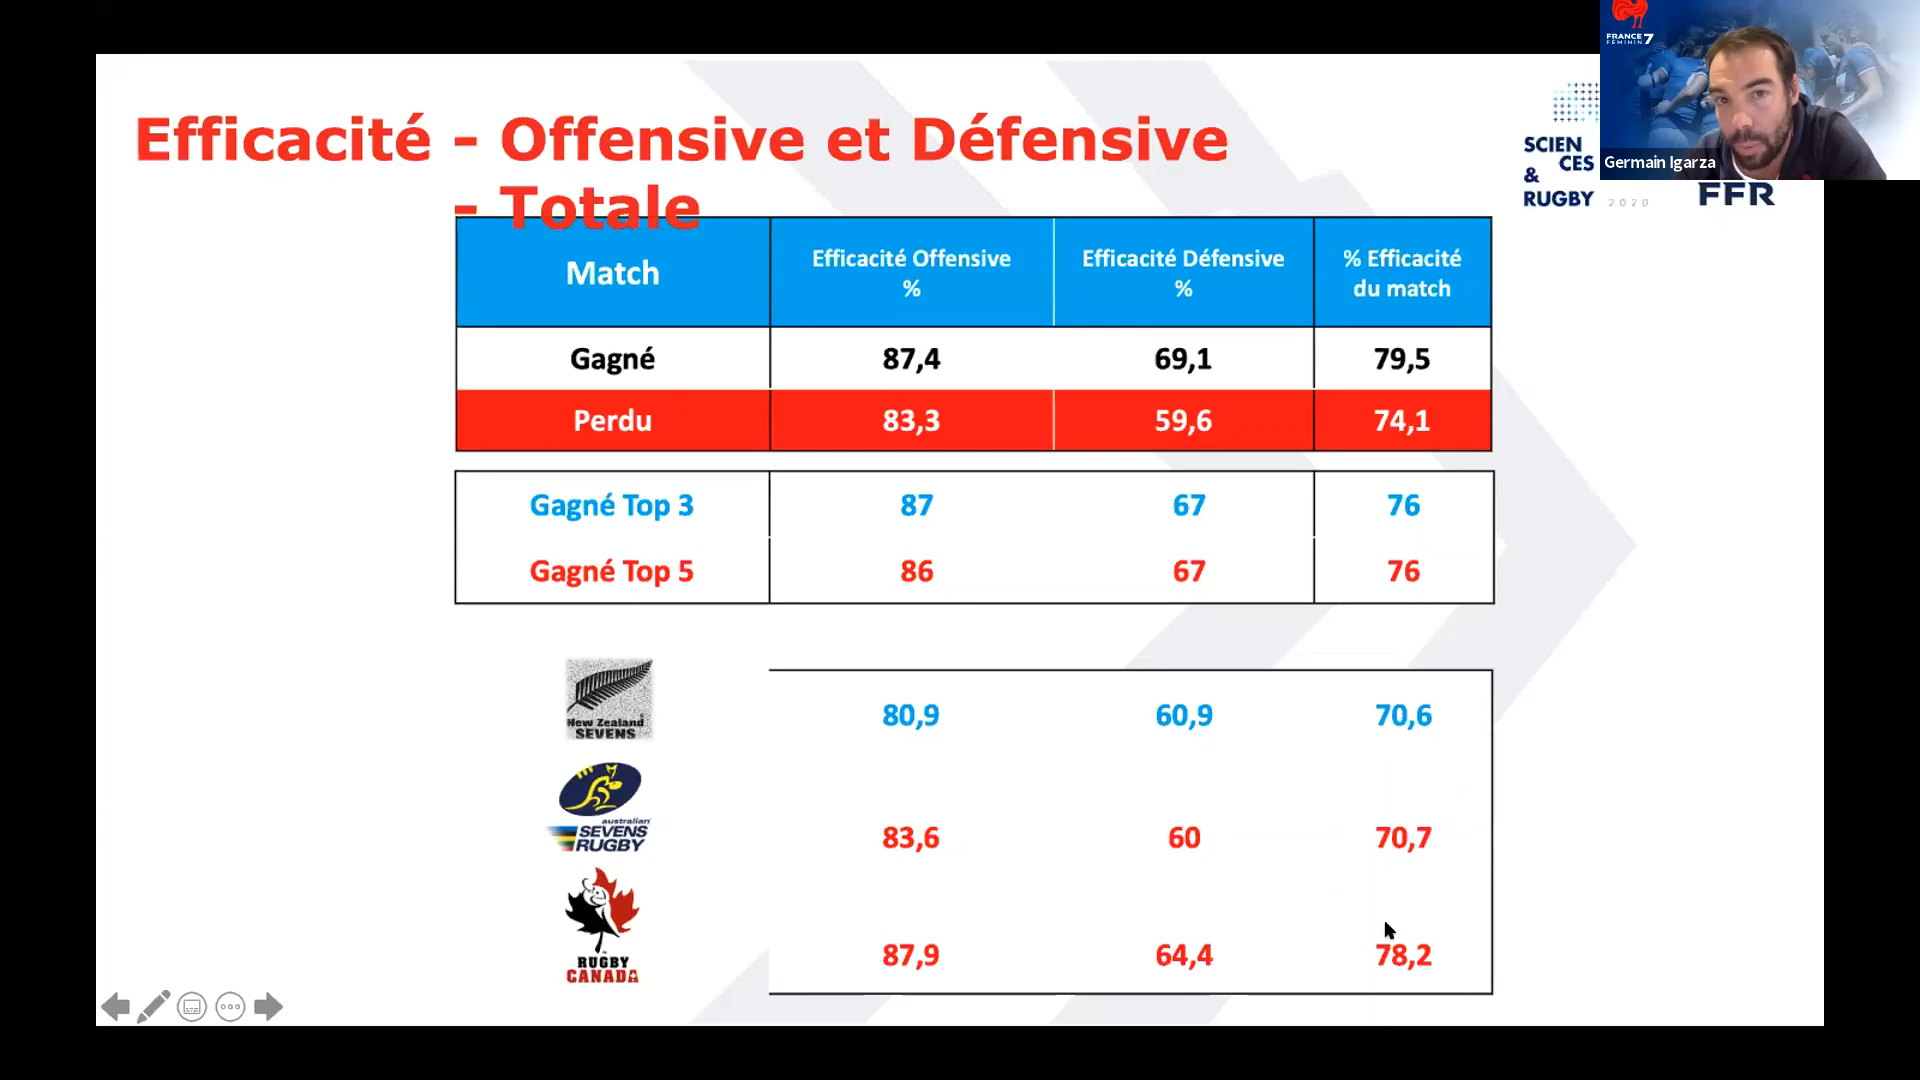 FRANCE 7
FÉMININ
Germain Igarza
Efficacité - Offensive et Défensive
- Totale
SCIEN
CES
&
RUGBY 2020
FFR
Match
Efficacité Offensive
%
Efficacité Défensive
%
% Efficacité
du match
Gagné 87,4 69,1 79,5
Perdu 83,3 59,6 74,1
Gagné Top 3 87 67 76
Gagné Top 5 86 67 76
New Zealand
SEVENS
80,9 60,9 70,6
australian
SEVENS
RUGBY
83,6 60 70,7
RUGBY
CANADA
87,9 64,4 78,2